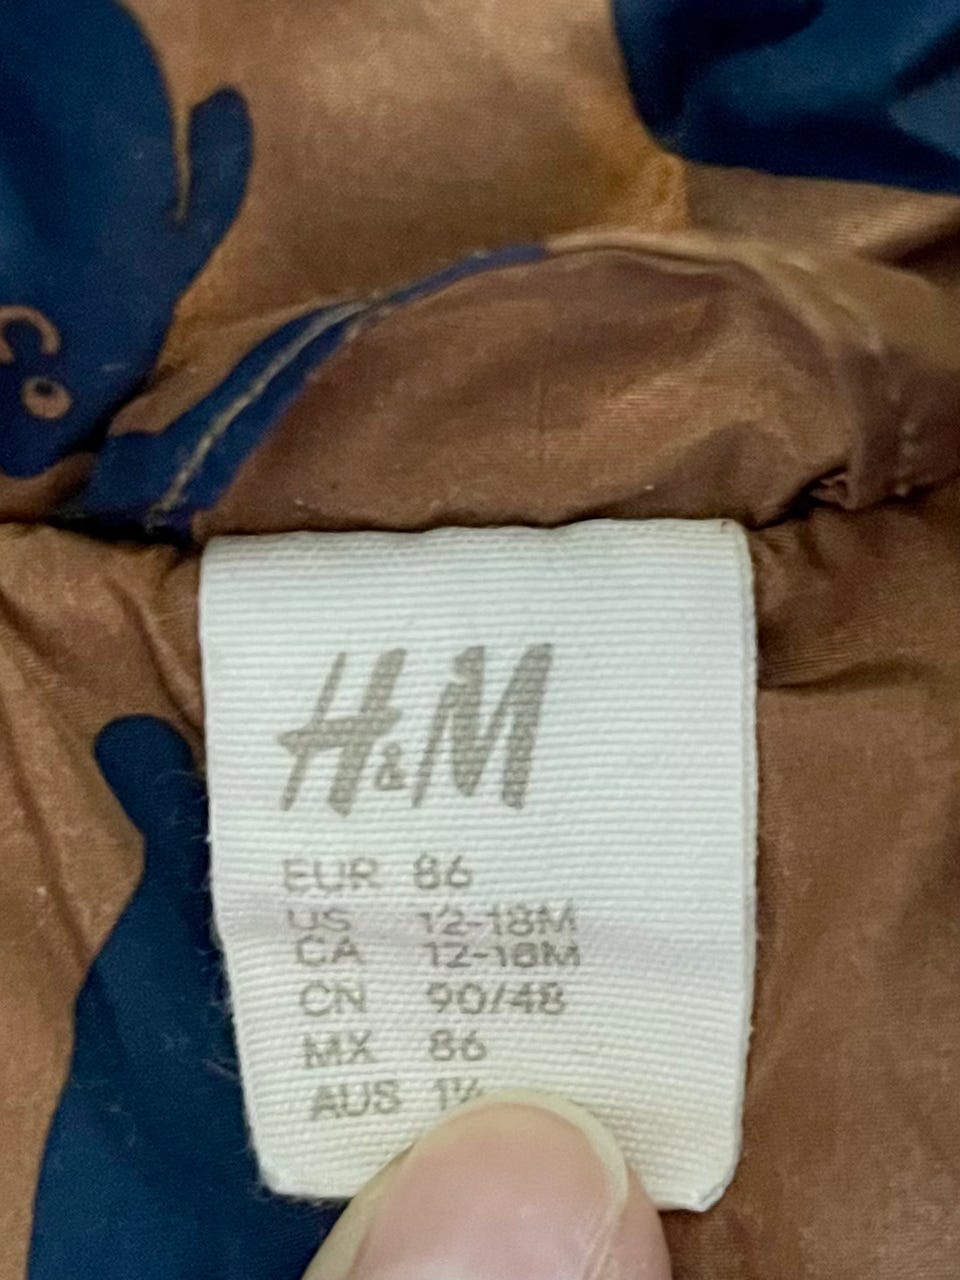 H&M
EUR 86
US 12-18M
CA 12-18M
CN 90/48
MX 86
AUS